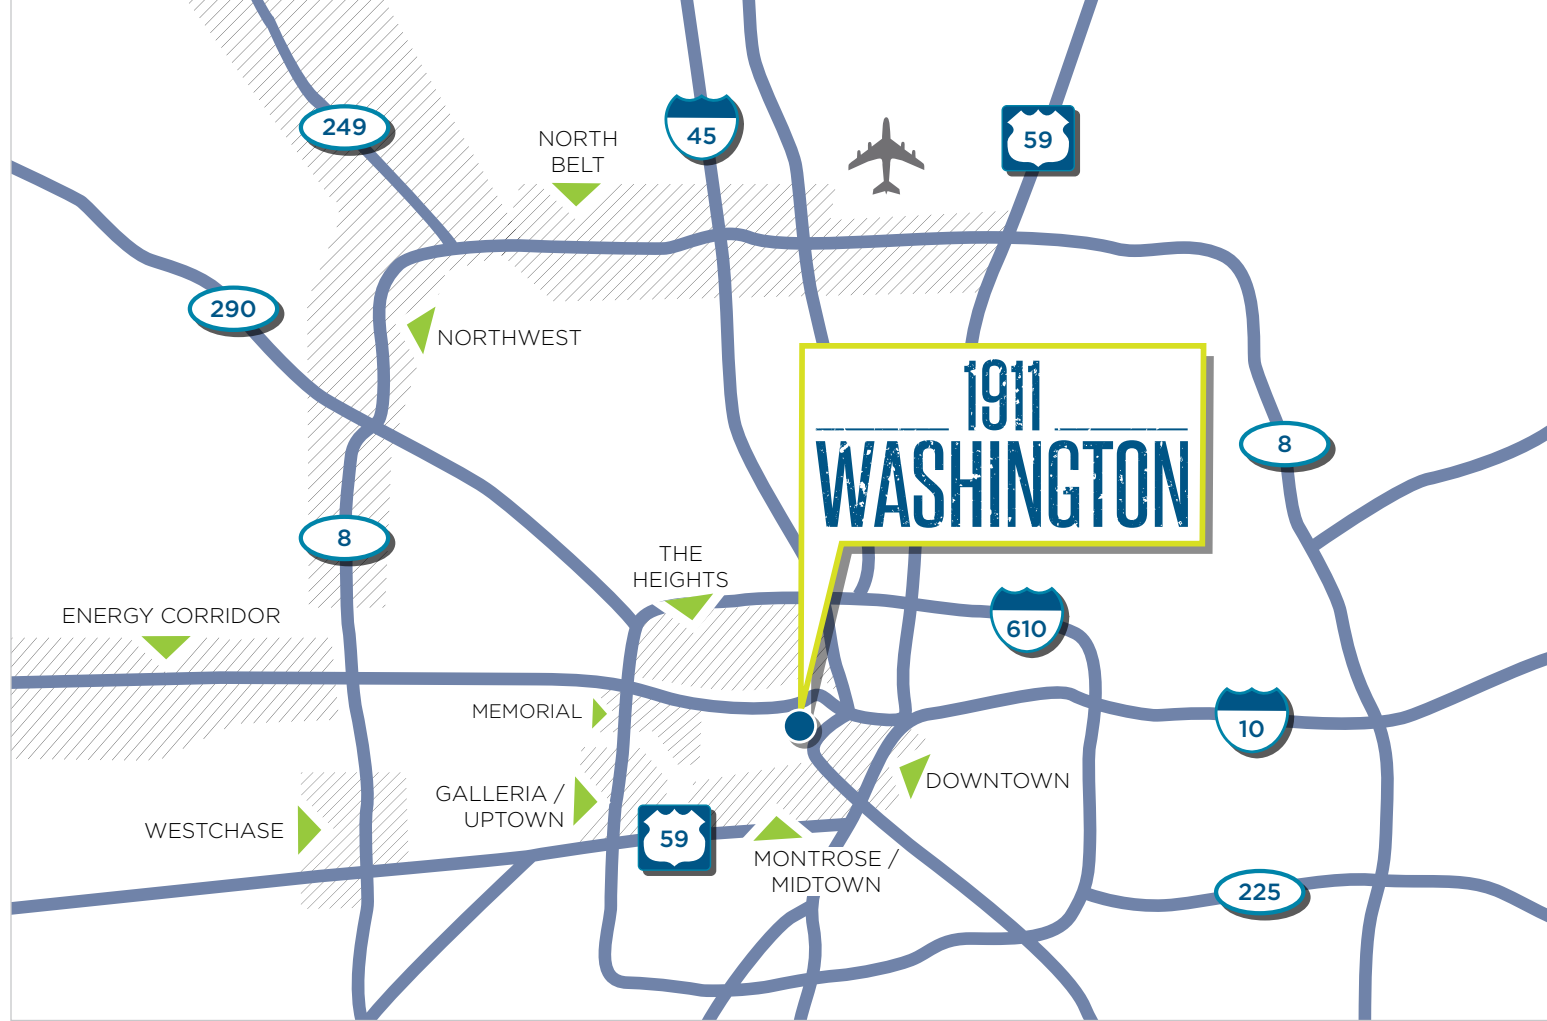 249
NORTH
BELT
45
59
290
NORTHWEST
1911
WASHINGTON
8
8
THE
HEIGHTS
ENERGY CORRIDOR
610
MEMORIAL
10
DOWNTOWN
GALLERIA /
UPTOWN
WESTCHASE
59
MONTROSE /
MIDTOWN
225